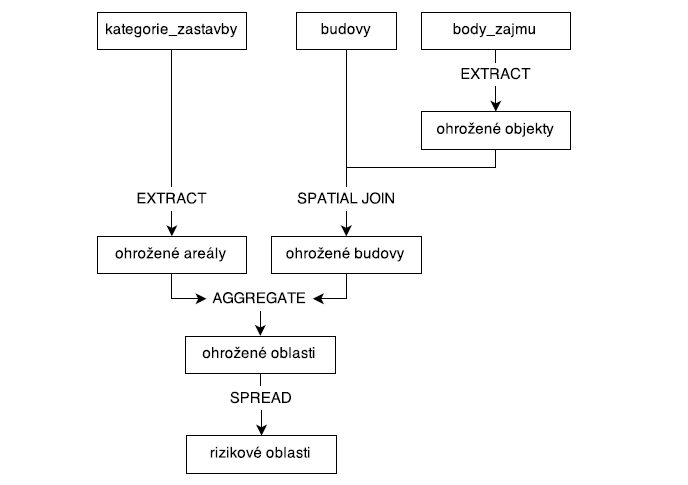 kategorie_zastavby
budovy
body_zajmu
EXTRACT
ohrožené objekty
EXTRACT
SPATIAL JOIN
ohrožené areály
ohrožené budovy
AGGREGATE
ohrožené oblasti
SPREAD
rizikové oblasti